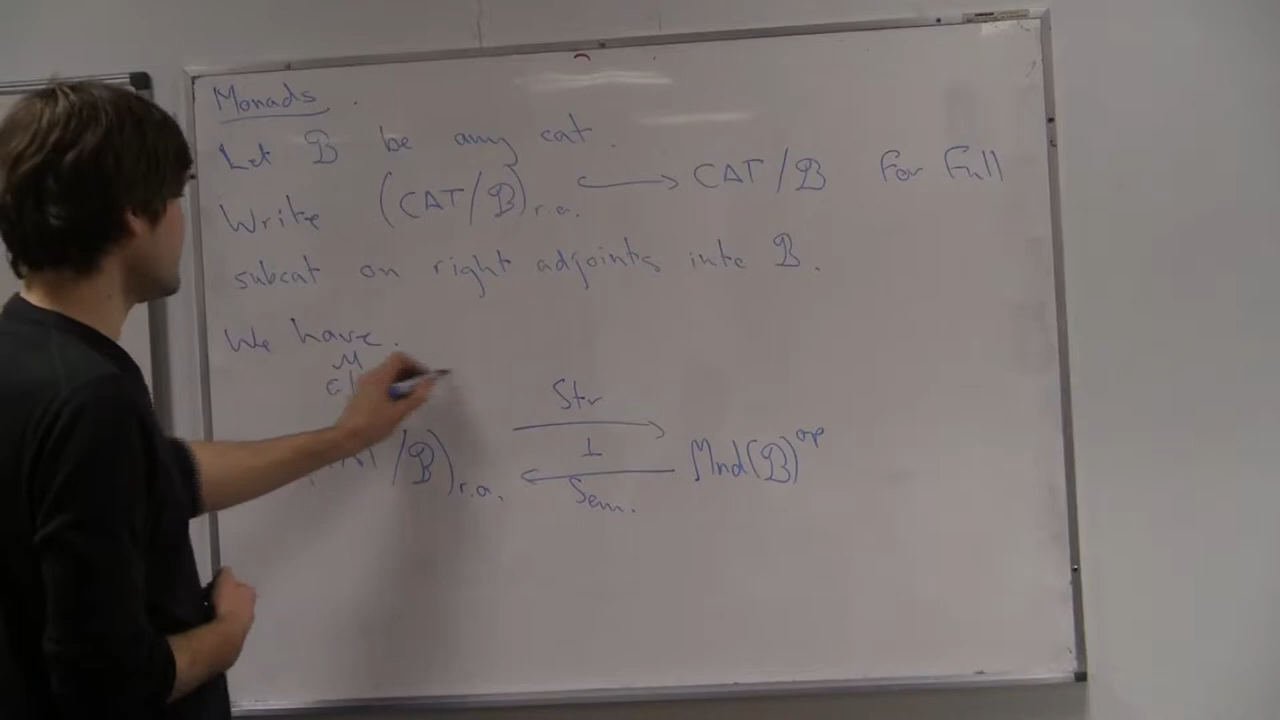 Monads.
Let B be any cat.
Write (CAT/B)r.a. ⟶ CAT/B for full
subcat on right adjoints into B.
We have.
M
Str
(CAT/B)r.a. ⊥ Mnd(B)^op
Sem.